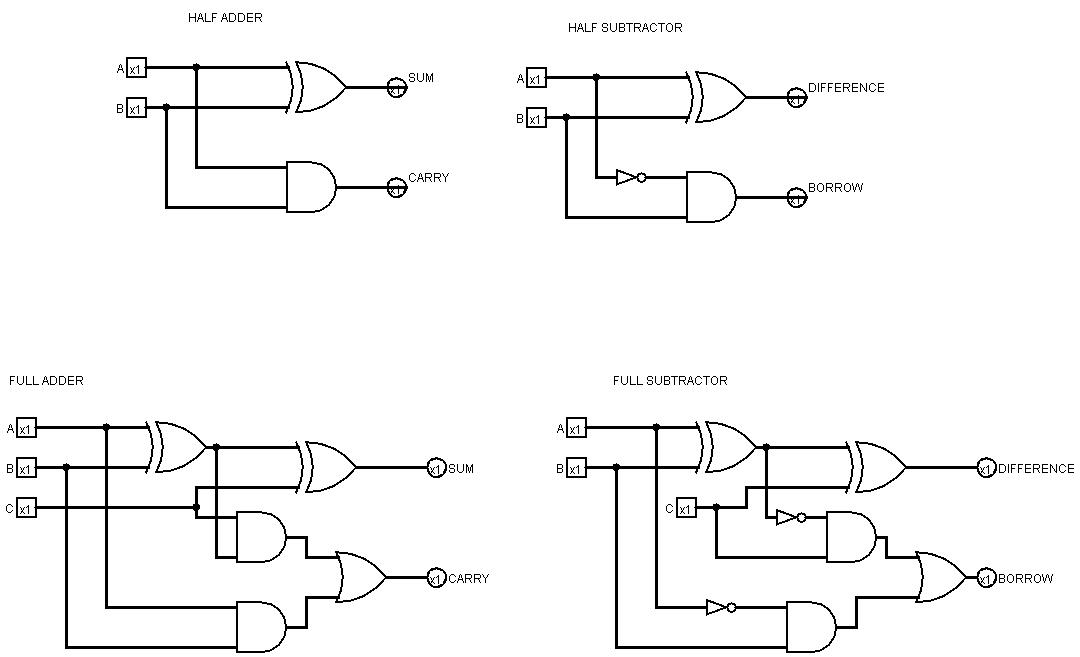 HALF ADDER
HALF SUBTRACTOR
A x1
SUM
x1
B x1
CARRY
x1
A x1
DIFFERENCE
x1
B x1
BORROW
x1
FULL ADDER
FULL SUBTRACTOR
A x1
B x1
x1 SUM
C x1
x1 CARRY
A x1
B x1
x1 DIFFERENCE
C x1
x1 BORROW